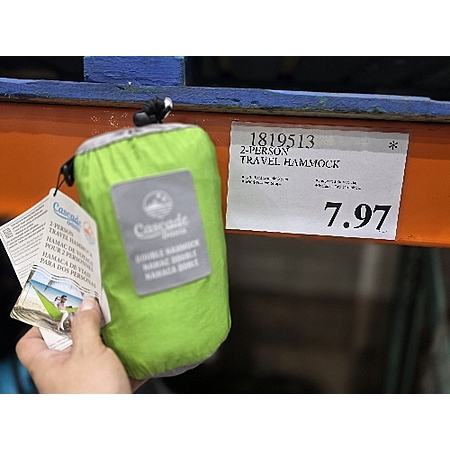 1819513 *
2-PERSON
TRAVEL HAMMOCK
7.97
Cascade
DOUBLE HAMMOCK
HAMAC DOUBLE
HAMACA DOBLE
Cascade
2-PERSON
TRAVEL HAMMOCK
HAMAC DE VOYAGE
POUR 2 PERSONNES
HAMACA DE VIAJE
PARA DOS PERSONAS